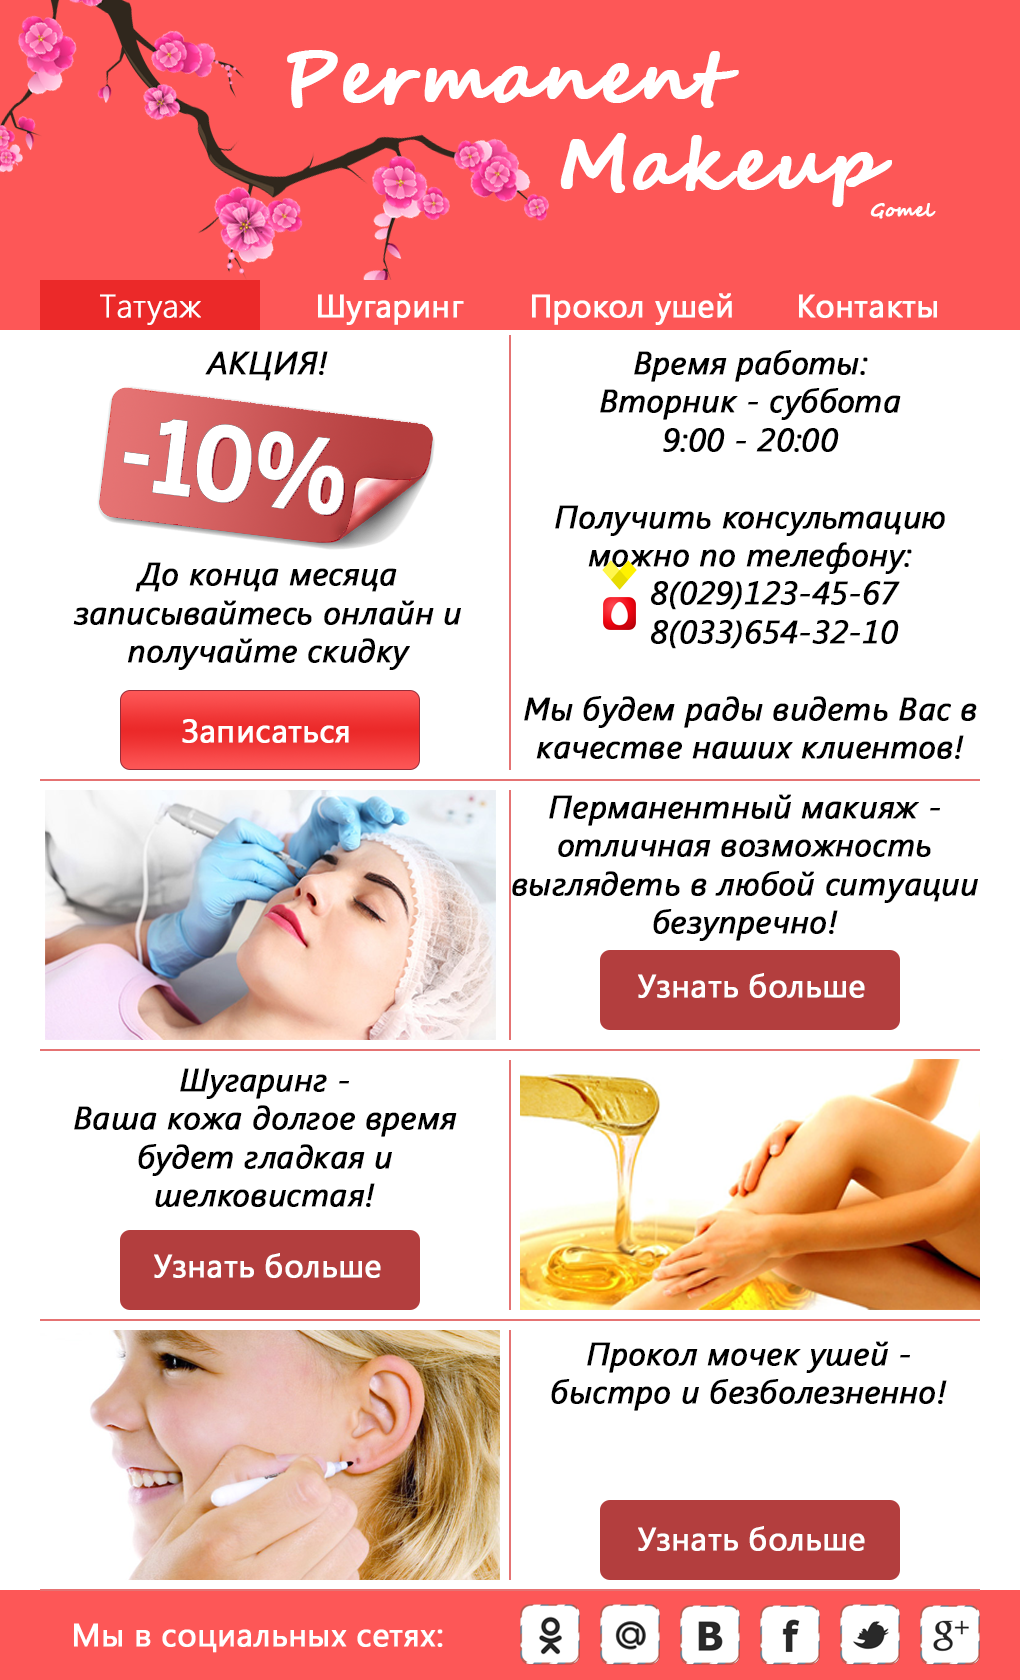 Permanent
Makeup
Gomel
Татуаж
Шугаринг
Прокол ушей
Контакты
АКЦИЯ!
-10%
До конца месяца
записывайтесь онлайн и
получайте скидку
Записаться
Время работы:
Вторник - суббота
9:00 - 20:00
Получить консультацию
можно по телефону:
8(029)123-45-67
8(033)654-32-10
Мы будем рады видеть Вас в
качестве наших клиентов!
Перманентный макияж -
отличная возможность
выглядеть в любой ситуации
безупречно!
Узнать больше
Шугаринг -
Ваша кожа долгое время
будет гладкая и
шелковистая!
Узнать больше
Прокол мочек ушей -
быстро и безболезненно!
Узнать больше
Мы в социальных сетях:
@
B
f
g+